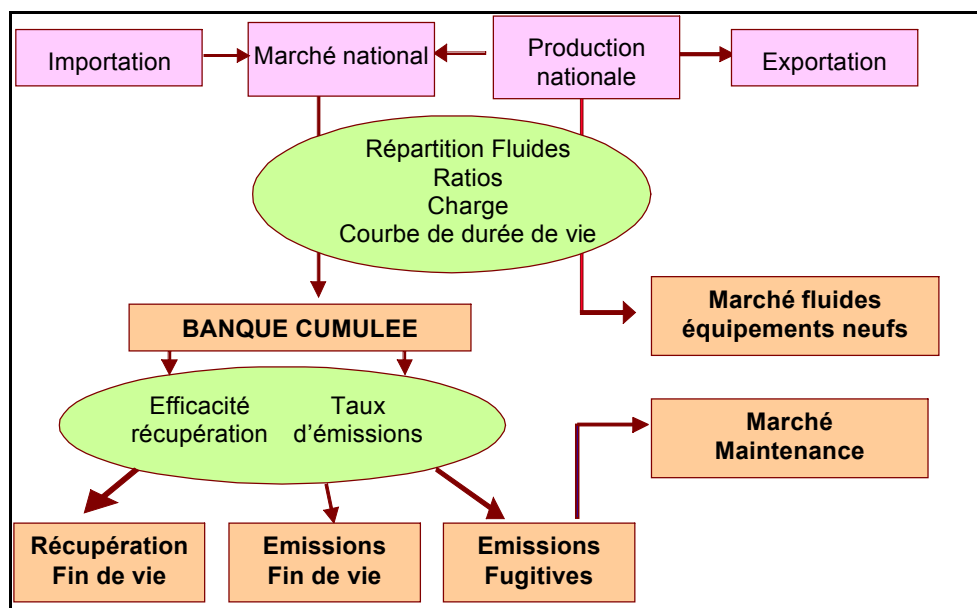 Importation
Marché national
Production
nationale
Exportation
Répartition Fluides
Ratios
Charge
Courbe de durée de vie
Marché fluides
équipements neufs
BANQUE CUMULEE
Efficacité
récupération
Taux
d'émissions
Marché
Maintenance
Récupération
Fin de vie
Emissions
Fin de vie
Emissions
Fugitives